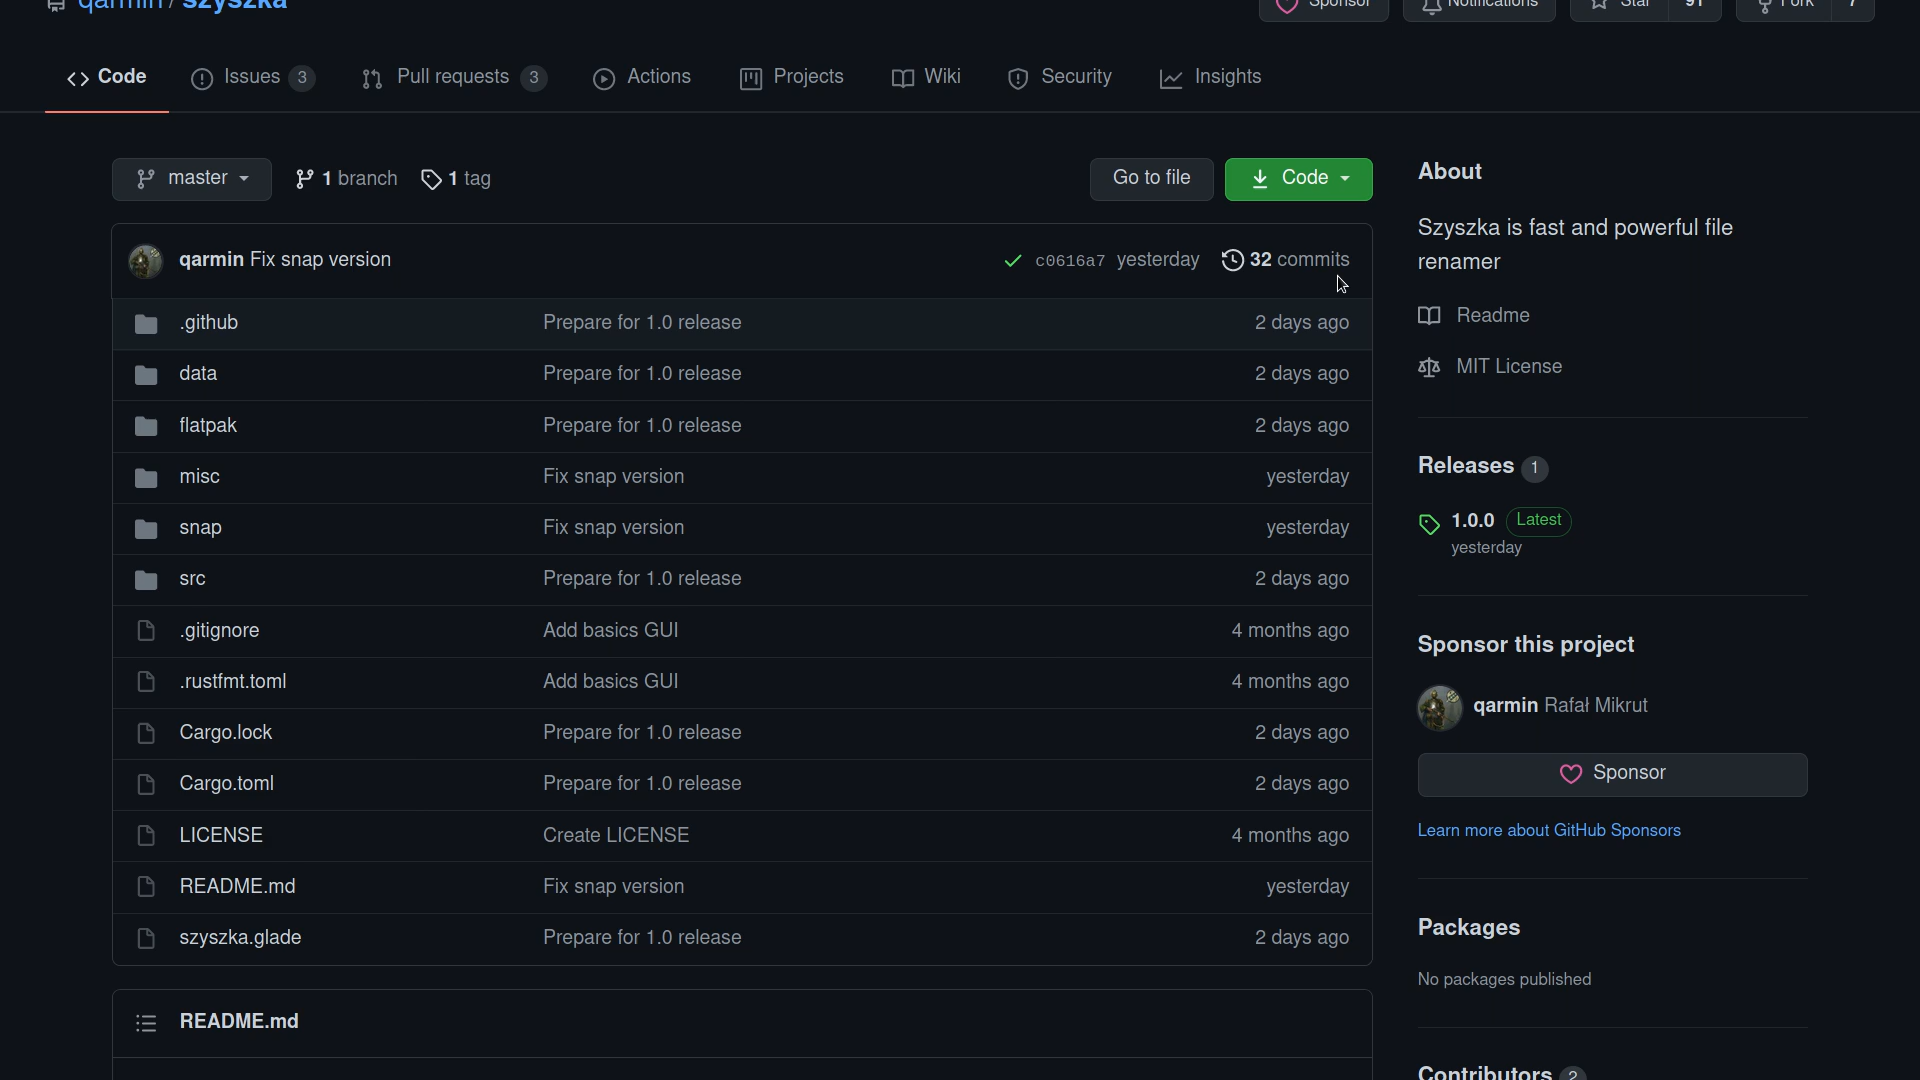 qarmin / szyszka
Sponsor Notifications Star 91 Fork 7
Code Issues 3 Pull requests 3 Actions Projects Wiki Security Insights
master 1 branch 1 tag Go to file Code
qarmin Fix snap version c0616a7 yesterday 32 commits
.github Prepare for 1.0 release 2 days ago
data Prepare for 1.0 release 2 days ago
flatpak Prepare for 1.0 release 2 days ago
misc Fix snap version yesterday
snap Fix snap version yesterday
src Prepare for 1.0 release 2 days ago
.gitignore Add basics GUI 4 months ago
.rustfmt.toml Add basics GUI 4 months ago
Cargo.lock Prepare for 1.0 release 2 days ago
Cargo.toml Prepare for 1.0 release 2 days ago
LICENSE Create LICENSE 4 months ago
README.md Fix snap version yesterday
szyszka.glade Prepare for 1.0 release 2 days ago
README.md
About
Szyszka is fast and powerful file
renamer
Readme
MIT License
Releases 1
1.0.0 Latest
yesterday
Sponsor this project
qarmin Rafał Mikrut
Sponsor
Learn more about GitHub Sponsors
Packages
No packages published
Contributors 2